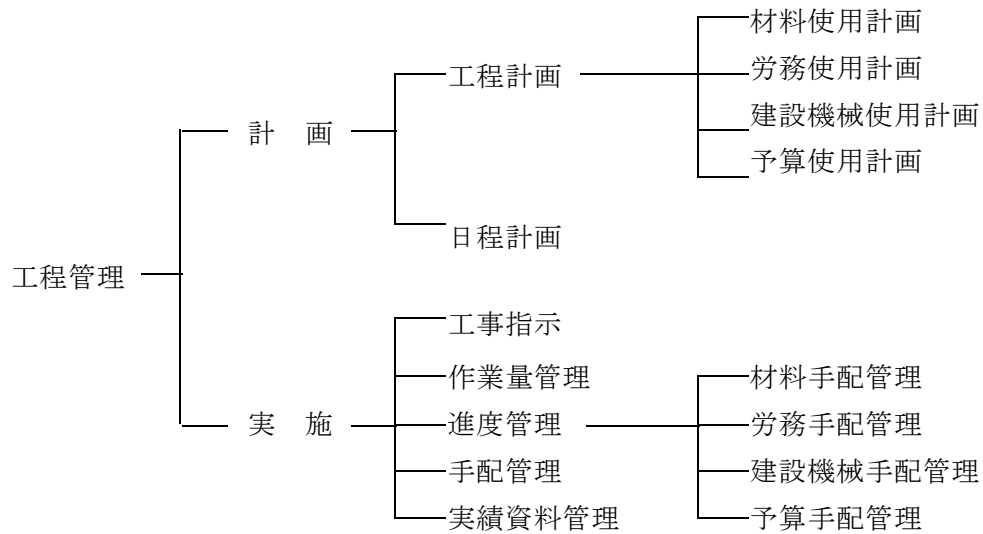 材料使用計画
労務使用計画
工程計画
建設機械使用計画
計　画
予算使用計画
日程計画
工程管理
工事指示
作業量管理
材料手配管理
実　施
進度管理
労務手配管理
手配管理
建設機械手配管理
実績資料管理
予算手配管理